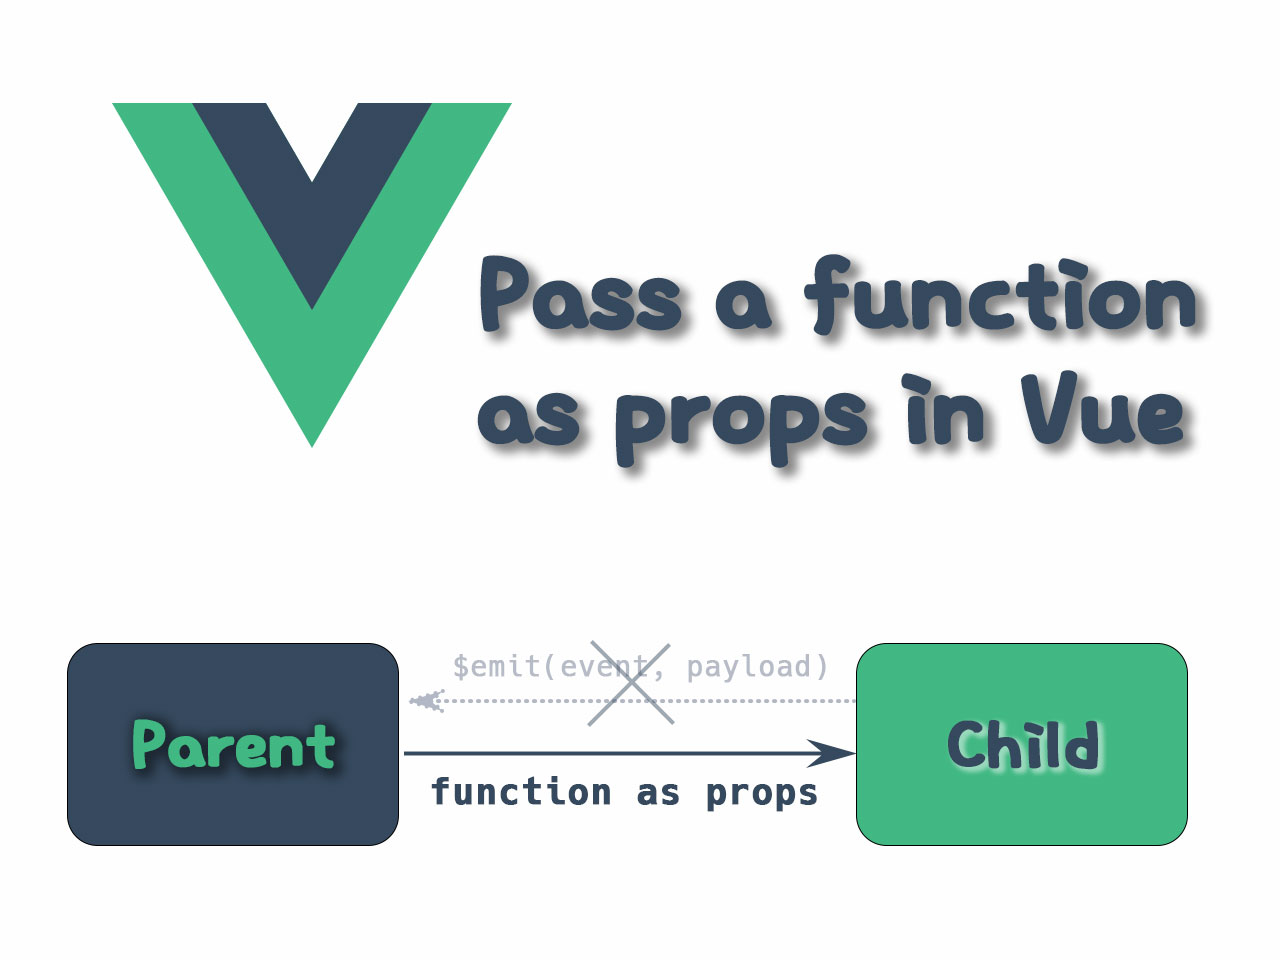 Pass a function
as props in Vue
$emit(event, payload)
Parent
Child
function as props